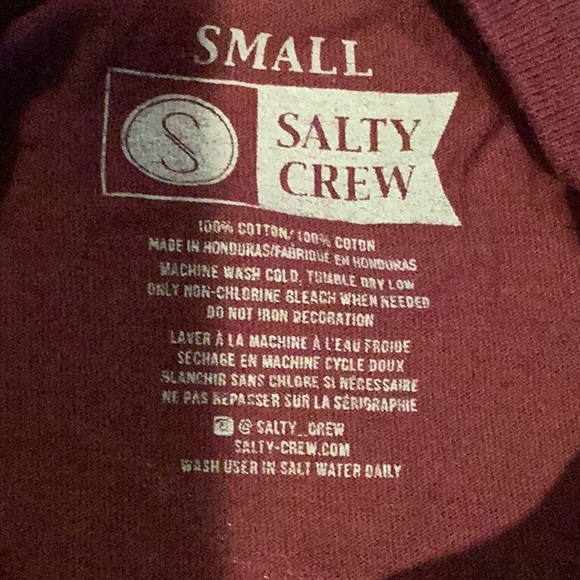 SMALL
S
SALTY
CREW
100% COTTON/100% COTON
MADE IN HONDURAS/FABRIQUÉ EN HONDURAS
MACHINE WASH COLD, TUMBLE DRY LOW
ONLY NON-CHLORINE BLEACH WHEN NEEDED
DO NOT IRON DECORATION
LAVER À LA MACHINE À L'EAU FROIDE
SÉCHAGE EN MACHINE CYCLE DOUX
BLANCHIR SANS CHLORE SI NÉCESSAIRE
NE PAS REPASSER SUR LA SÉRIGRAPHIE
@ SALTY_CREW
SALTY-CREW.COM
WASH USER IN SALT WATER DAILY